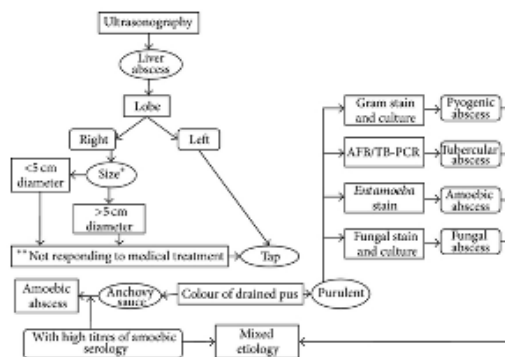 Ultrasonography
Liver
abscess
Lobe
Right
Left
<5 cm
diameter
Size*
>5 cm
diameter
**Not responding to medical treatment
Tap
Gram stain
and culture
Pyogenic
abscess
AFB/TB-PCR
Tubercular
abscess
Entamoeba
stain
Amoebic
abscess
Fungal stain
and culture
Fungal
abscess
Amoebic
abscess
Anchovy
sauce
Colour of drained pus
Purulent
With high titres of amoebic
serology
Mixed
etiology